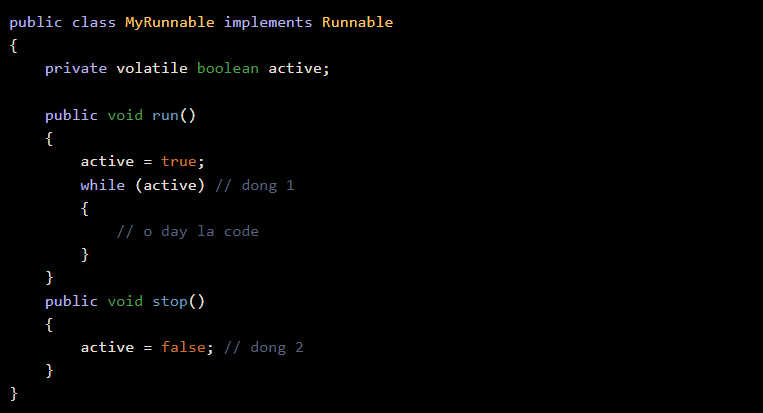 public class MyRunnable implements Runnable
{
    private volatile boolean active;

    public void run()
    {
        active = true;
        while (active) // dong 1
        {
            // o day la code
        }
    }
    public void stop()
    {
        active = false; // dong 2
    }
}